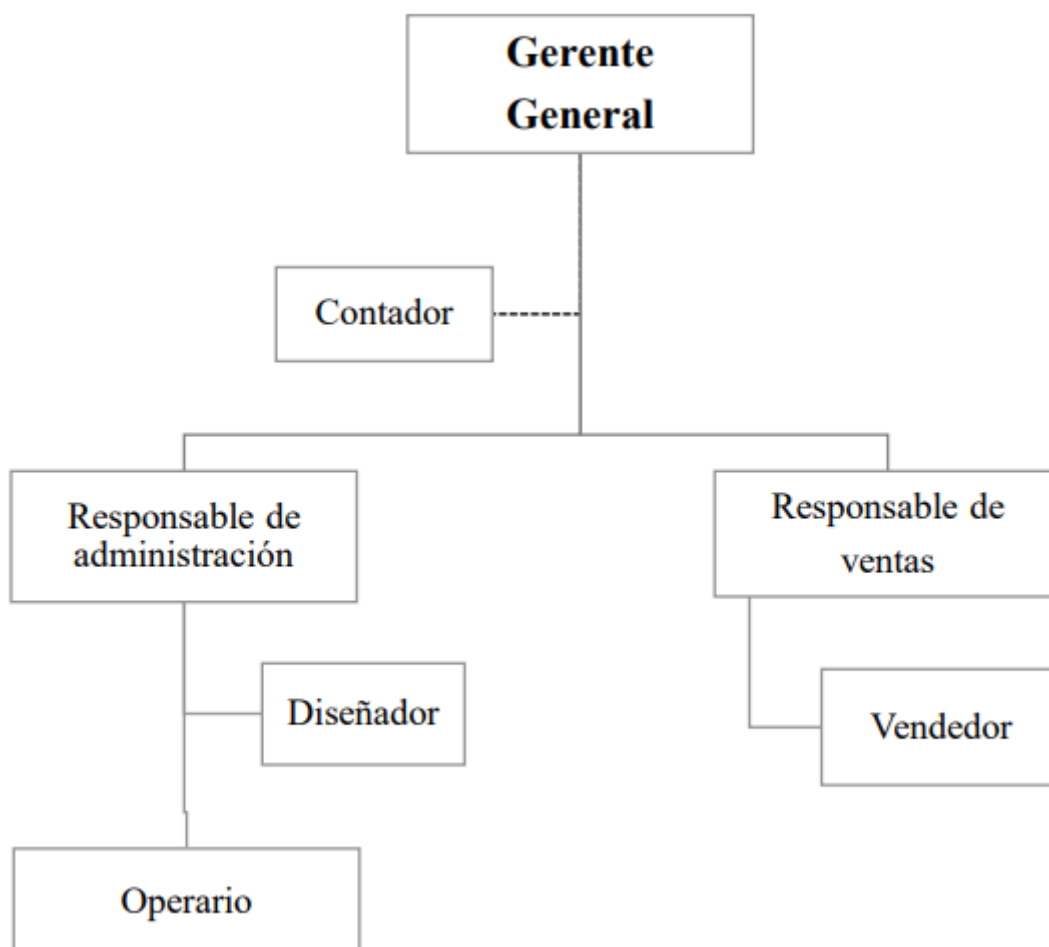 Gerente
General
Contador
Responsable de
administración
Responsable de
ventas
Diseñador
Vendedor
Operario